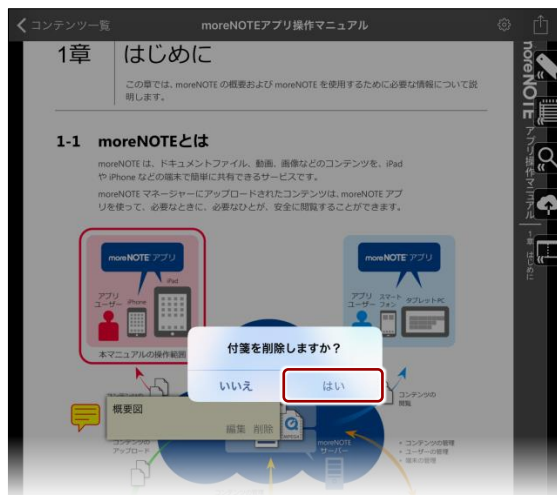 コンテンツ一覧
moreNOTEアプリ操作マニュアル
1章 はじめに
この章では、moreNOTE の概要および moreNOTE を使用するために必要な情報について説
明します。
1-1 moreNOTEとは
moreNOTE は、ドキュメントファイル、動画、画像などのコンテンツを、iPad
や iPhone などの端末で簡単に共有できるサービスです。
moreNOTE マネージャーにアップロードされたコンテンツは、moreNOTE アプ
リを使って、必要なときに、必要なひとが、安全に閲覧することができます。
moreNOTE アプリ操作マニュアル
1章 はじめに
moreNOTE アプリ
アプリ
ユーザー
iPhone
iPad
本マニュアルの操作範囲
moreNOTE アプリ
アプリ
ユーザー
スマート
フォン
タブレットPC
付箋を削除しますか？
いいえ
はい
コンテンツの
閲覧
概要図
編集 削除
コンテンツの
アップロード
moreNOTE
サーバー
• コンテンツの管理
• ユーザーの管理
• 端末の管理